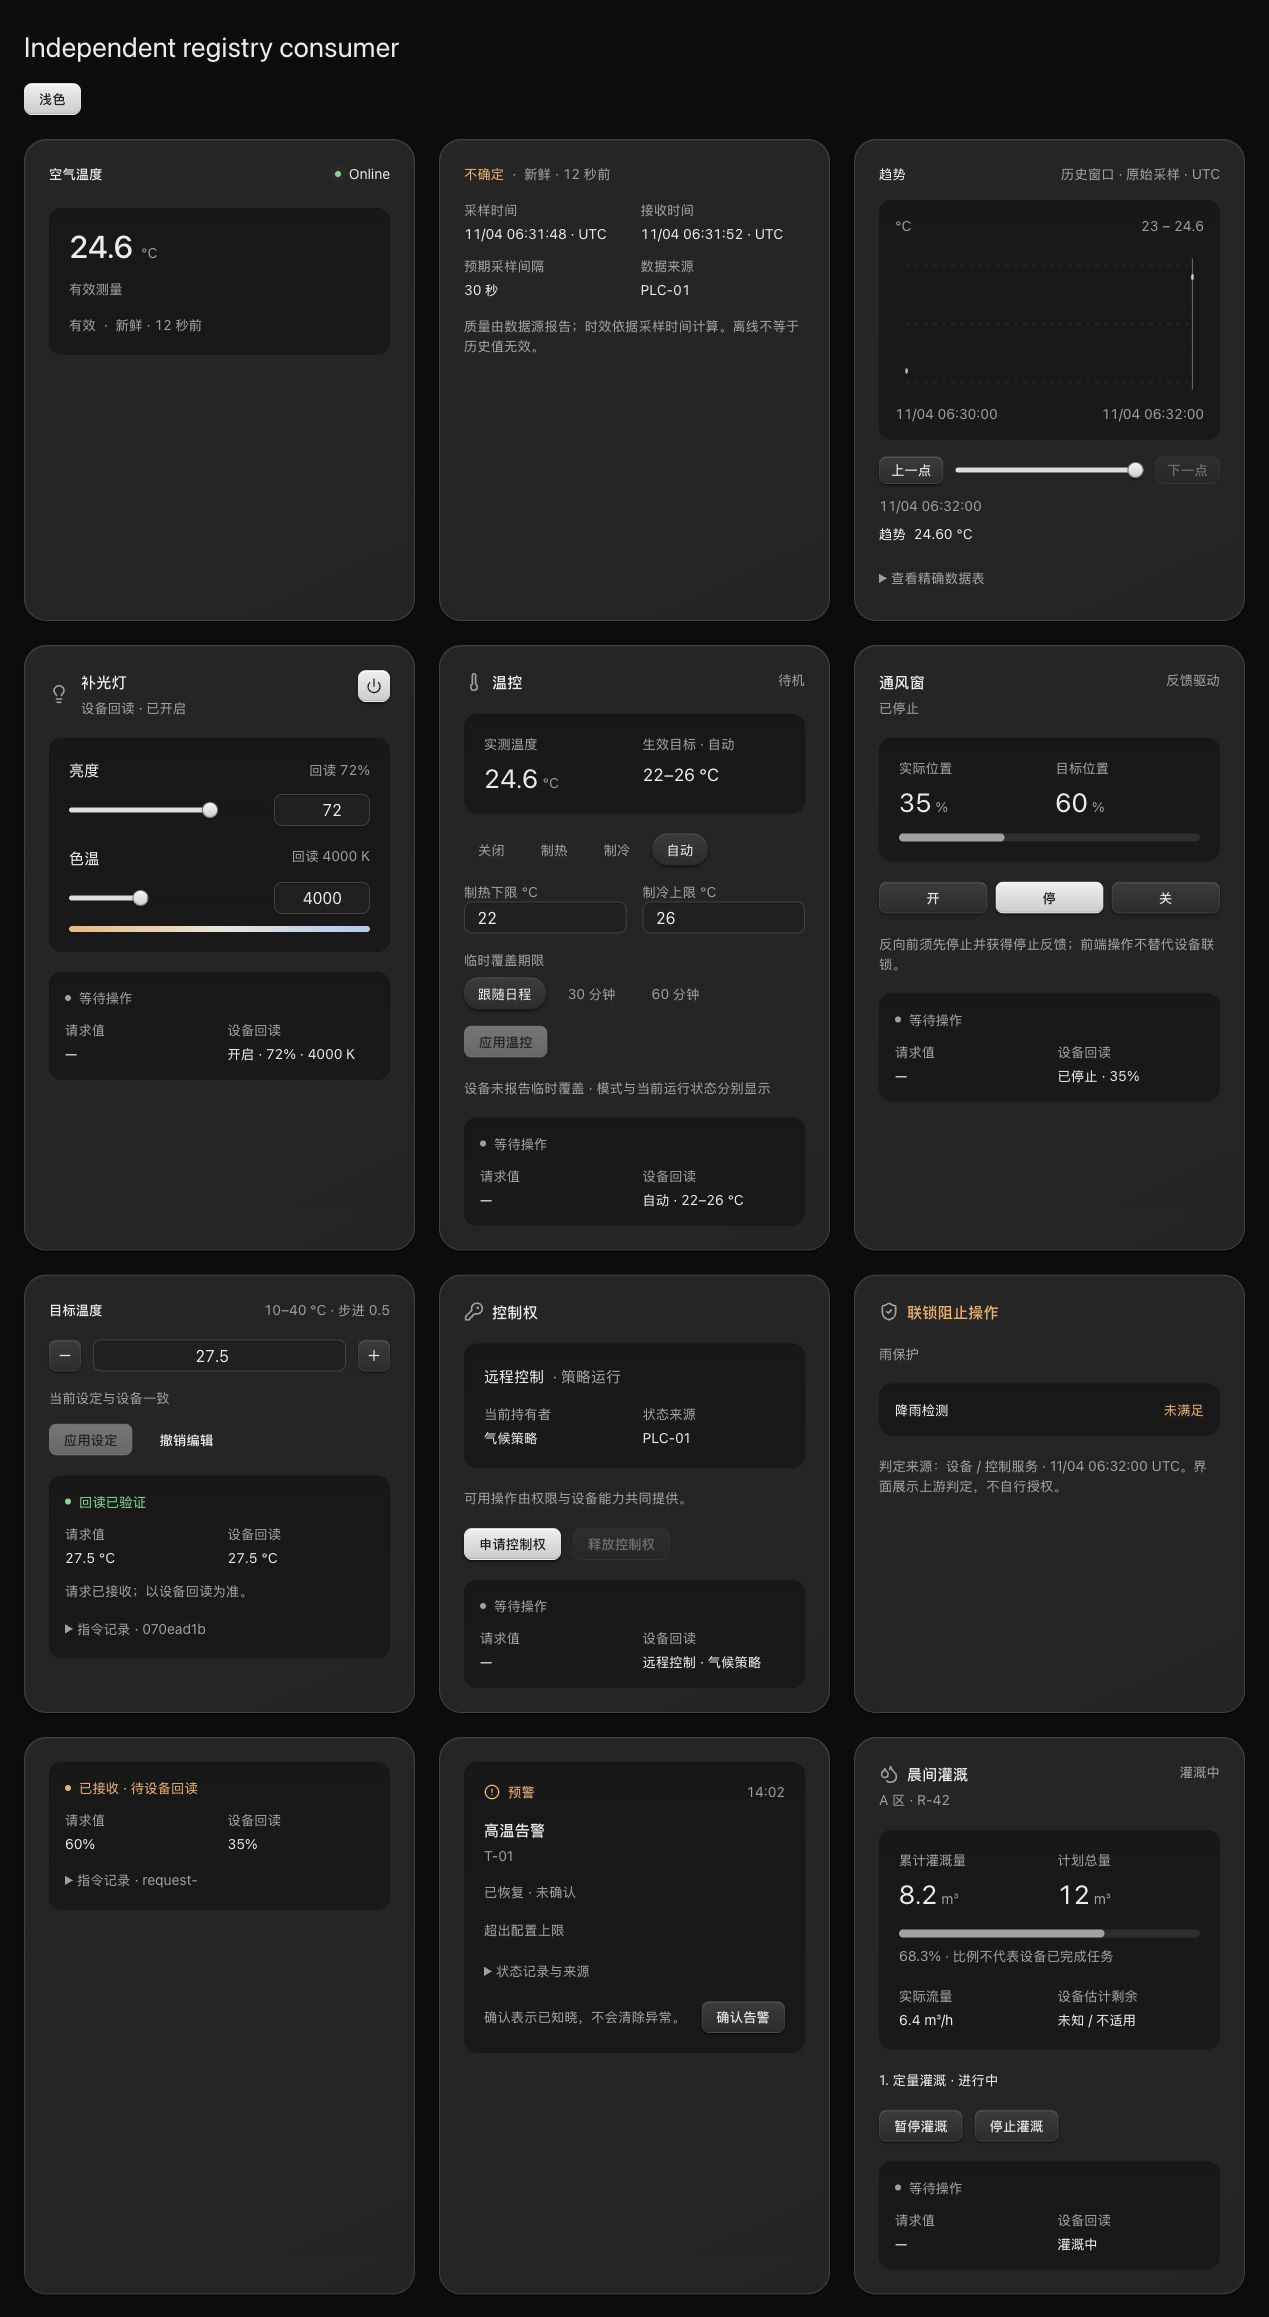 Independent registry consumer
浅色
空气温度
Online
24.6 °C
有效测量
有效 · 新鲜 · 12 秒前
不确定 · 新鲜 · 12 秒前
采样时间
接收时间
11/04 06:31:48 · UTC
11/04 06:31:52 · UTC
预期采样间隔
数据来源
30 秒
PLC-01
质量由数据源报告；时效依据采样时间计算。离线不等于
历史值无效。
趋势
历史窗口 · 原始采样 · UTC
°C
23 – 24.6
11/04 06:30:00
11/04 06:32:00
上一点
下一点
11/04 06:32:00
趋势 24.60 °C
查看精确数据表
补光灯
设备回读 · 已开启
亮度
回读 72%
72
色温
回读 4000 K
4000
等待操作
请求值
设备回读
—
开启 · 72% · 4000 K
温控
待机
实测温度
生效目标 · 自动
24.6 °C
22–26 °C
关闭
制热
制冷
自动
制热下限 °C
制冷上限 °C
22
26
临时覆盖期限
跟随日程
30 分钟
60 分钟
应用温控
设备未报告临时覆盖 · 模式与当前运行状态分别显示
等待操作
请求值
设备回读
—
自动 · 22–26 °C
通风窗
反馈驱动
已停止
实际位置
目标位置
35 %
60 %
开
停
关
反向前须先停止并获得停止反馈；前端操作不替代设备联
锁。
等待操作
请求值
设备回读
—
已停止 · 35%
目标温度
10–40 °C · 步进 0.5
−
27.5
+
当前设定与设备一致
应用设定
撤销编辑
回读已验证
请求值
设备回读
27.5 °C
27.5 °C
请求已接收；以设备回读为准。
指令记录 · 070ead1b
控制权
远程控制 · 策略运行
当前持有者
状态来源
气候策略
PLC-01
可用操作由权限与设备能力共同提供。
申请控制权
释放控制权
等待操作
请求值
设备回读
—
远程控制 · 气候策略
联锁阻止操作
雨保护
降雨检测
未满足
判定来源：设备 / 控制服务 · 11/04 06:32:00 UTC。界
面展示上游判定，不自行授权。
已接收 · 待设备回读
请求值
设备回读
60%
35%
指令记录 · request-
预警
14:02
高温告警
T-01
已恢复 · 未确认
超出配置上限
状态记录与来源
确认表示已知晓，不会清除异常。
确认告警
晨间灌溉
灌溉中
A 区 · R-42
累计灌溉量
计划总量
8.2 m³
12 m³
68.3% · 比例不代表设备已完成任务
实际流量
设备估计剩余
6.4 m³/h
未知 / 不适用
1. 定量灌溉 · 进行中
暂停灌溉
停止灌溉
等待操作
请求值
设备回读
—
灌溉中